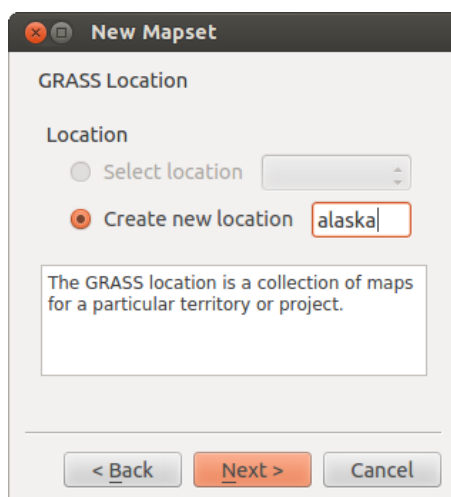 New Mapset
GRASS Location
Location
Select location
Create new location alaska
The GRASS location is a collection of maps
for a particular territory or project.
< Back Next > Cancel